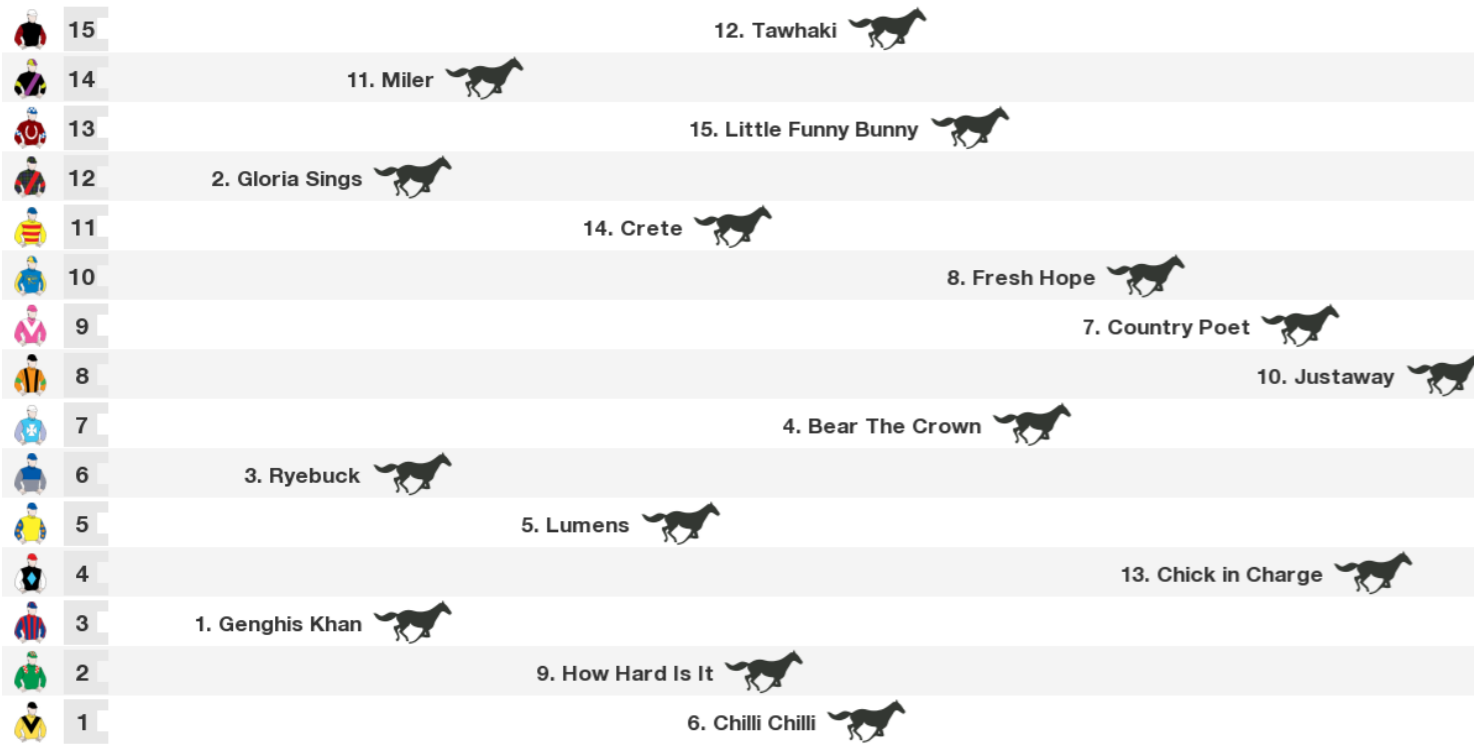 15 12. Tawhaki
14 11. Miler
13 15. Little Funny Bunny
12 2. Gloria Sings
11 14. Crete
10 8. Fresh Hope
9 7. Country Poet
8 10. Justaway
7 4. Bear The Crown
6 3. Ryebuck
5 5. Lumens
4 13. Chick in Charge
3 1. Genghis Khan
2 9. How Hard Is It
1 6. Chilli Chilli